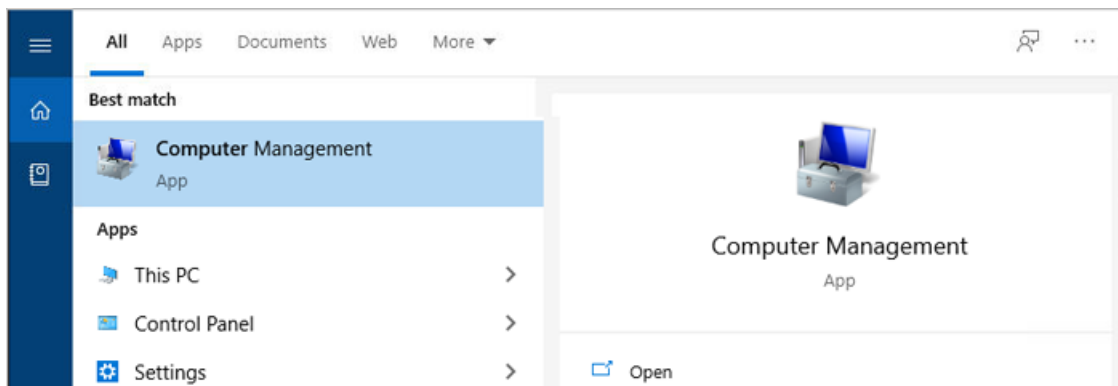 All Apps Documents Web More
Best match
Computer Management
App
Apps
This PC
Control Panel
Settings
Computer Management
App
Open